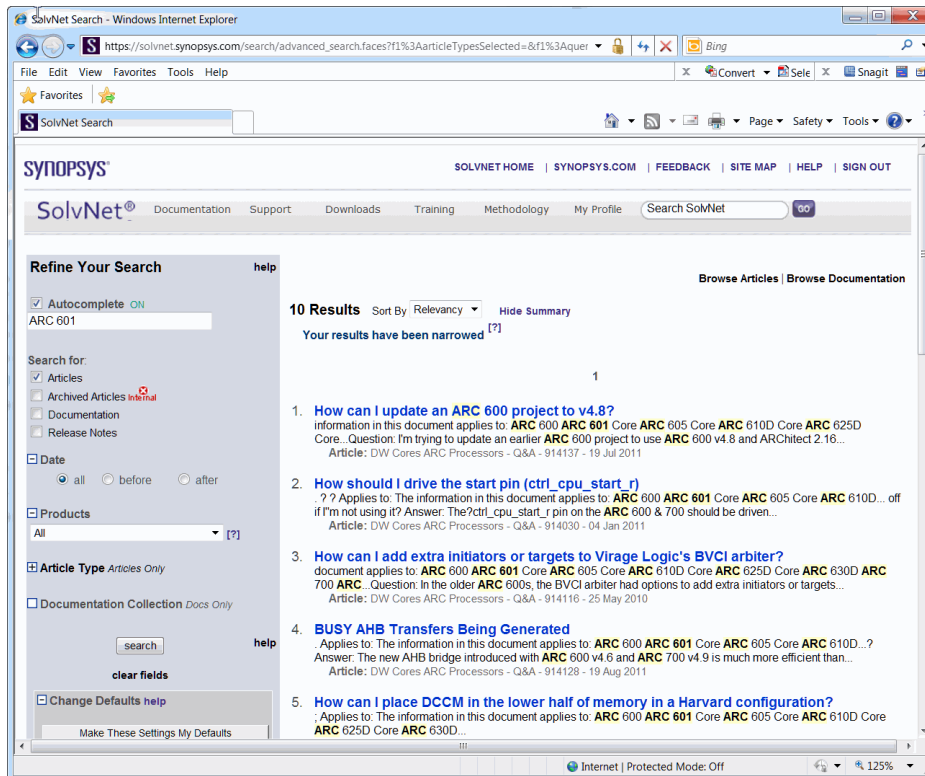 SolvNet Search - Windows Internet Explorer
S https://solvnet.synopsys.com/search/advanced_search.faces?f1%3AarticleTypesSelected=&f1%3Aquer Bing
File Edit View Favorites Tools Help X Convert Sele X Snagit
Favorites
S SolvNet Search Page Safety Tools
SYNOPSYS® SOLVNET HOME | SYNOPSYS.COM | FEEDBACK | SITE MAP | HELP | SIGN OUT
SolvNet® Documentation Support Downloads Training Methodology My Profile Search SolvNet GO
Refine Your Search help
Browse Articles | Browse Documentation
Autocomplete ON
ARC 601
10 Results Sort By Relevancy Hide Summary
Your results have been narrowed [?]
Search for:
Articles
Archived Articles Internal
Documentation
Release Notes
Date
all before after
Products
All [?]
Article Type Articles Only
Documentation Collection Docs Only
search help
clear fields
Change Defaults help
Make These Settings My Defaults
1
1. How can I update an ARC 600 project to v4.8?
information in this document applies to: ARC 600 ARC 601 Core ARC 605 Core ARC 610D Core ARC 625D
Core...Question: I'm trying to update an earlier ARC 600 project to use ARC 600 v4.8 and ARChitect 2.16...
Article: DW Cores ARC Processors - Q&A - 914137 - 19 Jul 2011
2. How should I drive the start pin (ctrl_cpu_start_r)
. ? ? Applies to: The information in this document applies to: ARC 600 ARC 601 Core ARC 605 Core ARC 610D... off
if I"m not using it? Answer: The?ctrl_cpu_start_r pin on the ARC 600 & 700 should be driven...
Article: DW Cores ARC Processors - Q&A - 914030 - 04 Jan 2011
3. How can I add extra initiators or targets to Virage Logic's BVCI arbiter?
document applies to: ARC 600 ARC 601 Core ARC 605 Core ARC 610D Core ARC 625D Core ARC 630D ARC
700 ARC...Question: In the older ARC 600s, the BVCI arbiter had options to add extra initiators or targets...
Article: DW Cores ARC Processors - Q&A - 914116 - 25 May 2010
4. BUSY AHB Transfers Being Generated
. Applies to: The information in this document applies to: ARC 600 ARC 601 Core ARC 605 Core ARC 610D...?
Answer: The new AHB bridge introduced with ARC 600 v4.6 and ARC 700 v4.9 is much more efficient than...
Article: DW Cores ARC Processors - Q&A - 914128 - 19 Aug 2011
5. How can I place DCCM in the lower half of memory in a Harvard configuration?
; Applies to: The information in this document applies to: ARC 600 ARC 601 Core ARC 605 Core ARC 610D Core
ARC 625D Core ARC 630D...
Internet | Protected Mode: Off 125%